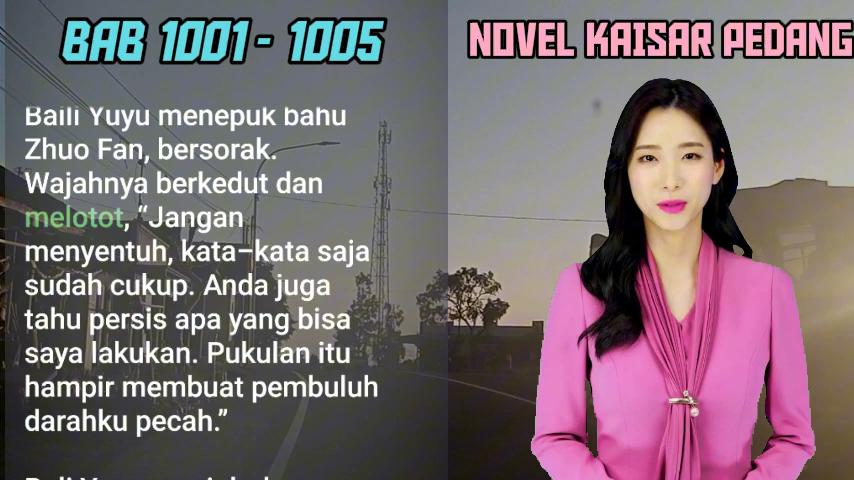 BAB 1001 - 1005
NOVEL KAISAR PEDANG
Baili Yuyu menepuk bahu
Zhuo Fan, bersorak.
Wajahnya berkedut dan
melotot, “Jangan
menyentuh, kata–kata saja
sudah cukup. Anda juga
tahu persis apa yang bisa
saya lakukan. Pukulan itu
hampir membuat pembuluh
darahku pecah.”